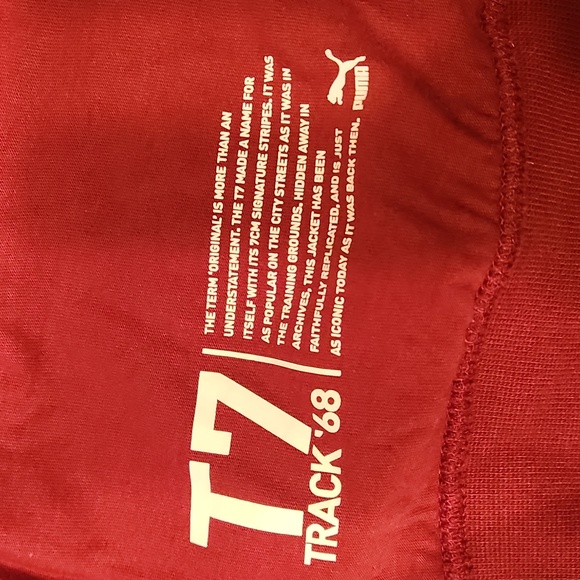 T7
TRACK '68
THE TERM 'ORIGINAL' IS MORE THAN AN
UNDERSTATEMENT. THE T7 MADE A NAME FOR
ITSELF WITH ITS 7CM SIGNATURE STRIPES. IT WAS
AS POPULAR ON THE CITY STREETS AS IT WAS IN
THE TRAINING GROUNDS. HIDDEN AWAY IN
ARCHIVES, THIS JACKET HAS BEEN
FAITHFULLY REPLICATED, AND IS JUST
AS ICONIC TODAY AS IT WAS BACK THEN.
PUMA